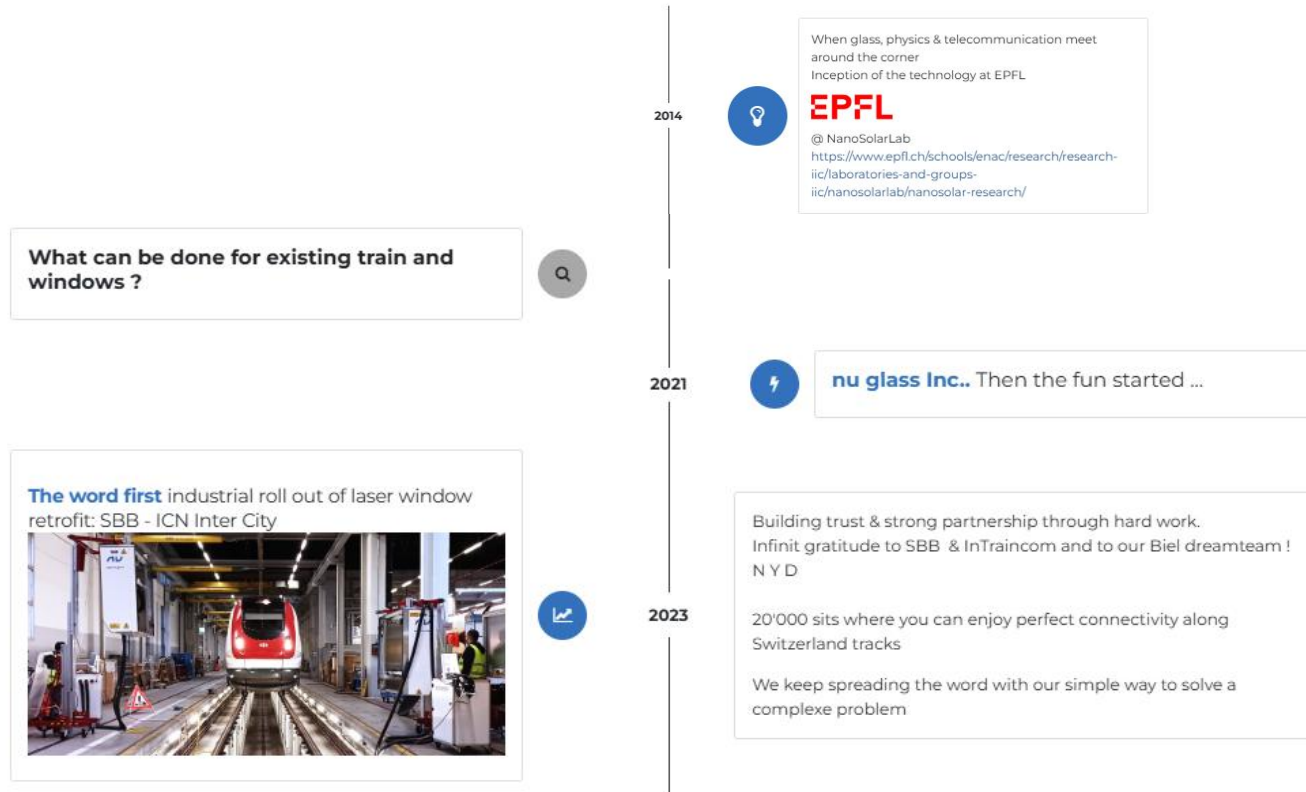 When glass, physics & telecommunication meet
around the corner
Inception of the technology at EPFL
2014
EPFL
@ NanoSolarLab
https://www.epfl.ch/schools/enac/research/research-
iic/laboratories-and-groups-
iic/nanosolarlab/nanosolar-research/
What can be done for existing train and
windows ?
2021
nu glass Inc.. Then the fun started ...
The word first industrial roll out of laser window
retrofit: SBB - ICN Inter City
2023
Building trust & strong partnership through hard work.
Infinit gratitude to SBB & InTraincom and to our Biel dreamteam !
N Y D
20'000 sits where you can enjoy perfect connectivity along
Switzerland tracks
We keep spreading the word with our simple way to solve a
complexe problem